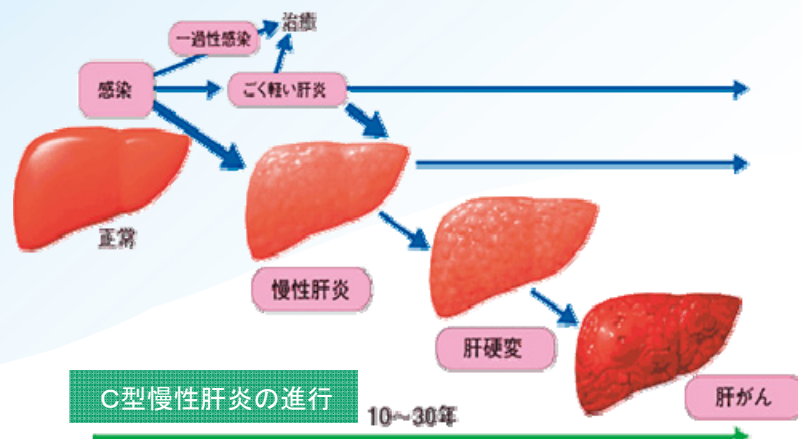 治癒
一過性感染
感染
ごく軽い肝炎
正常
慢性肝炎
肝硬変
肝がん
C型慢性肝炎の進行
10〜30年